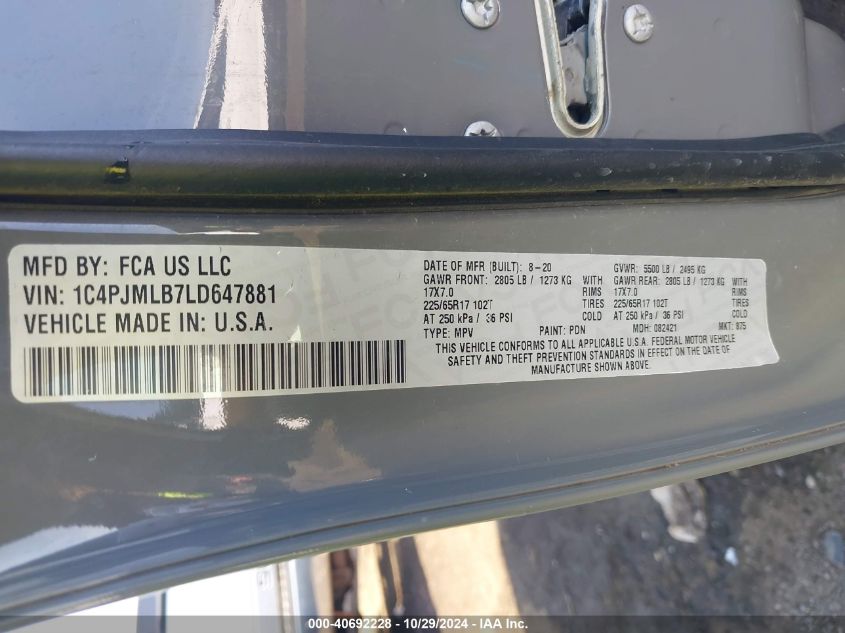 MFD BY: FCA US LLC
VIN: 1C4PJMLB7LD647881
VEHICLE MADE IN: U.S.A.
DATE OF MFR (BUILT): 8-20 GVWR: 5500 LB / 2495 KG
GAWR FRONT: 2805 LB / 1273 KG WITH GAWR REAR: 2805 LB / 1273 KG WITH
17X7.0 RIMS 17X7.0 RIMS
225/65R17 102T TIRES 225/65R17 102T TIRES
AT 250 kPa / 36 PSI COLD AT 250 kPa / 36 PSI COLD
TYPE: MPV PAINT: PDN MDH: 082421 MKT: 875
THIS VEHICLE CONFORMS TO ALL APPLICABLE U.S.A. FEDERAL MOTOR VEHICLE
SAFETY AND THEFT PREVENTION STANDARDS IN EFFECT ON THE DATE OF
MANUFACTURE SHOWN ABOVE.
000-40692228 - 10/29/2024 - IAA Inc.